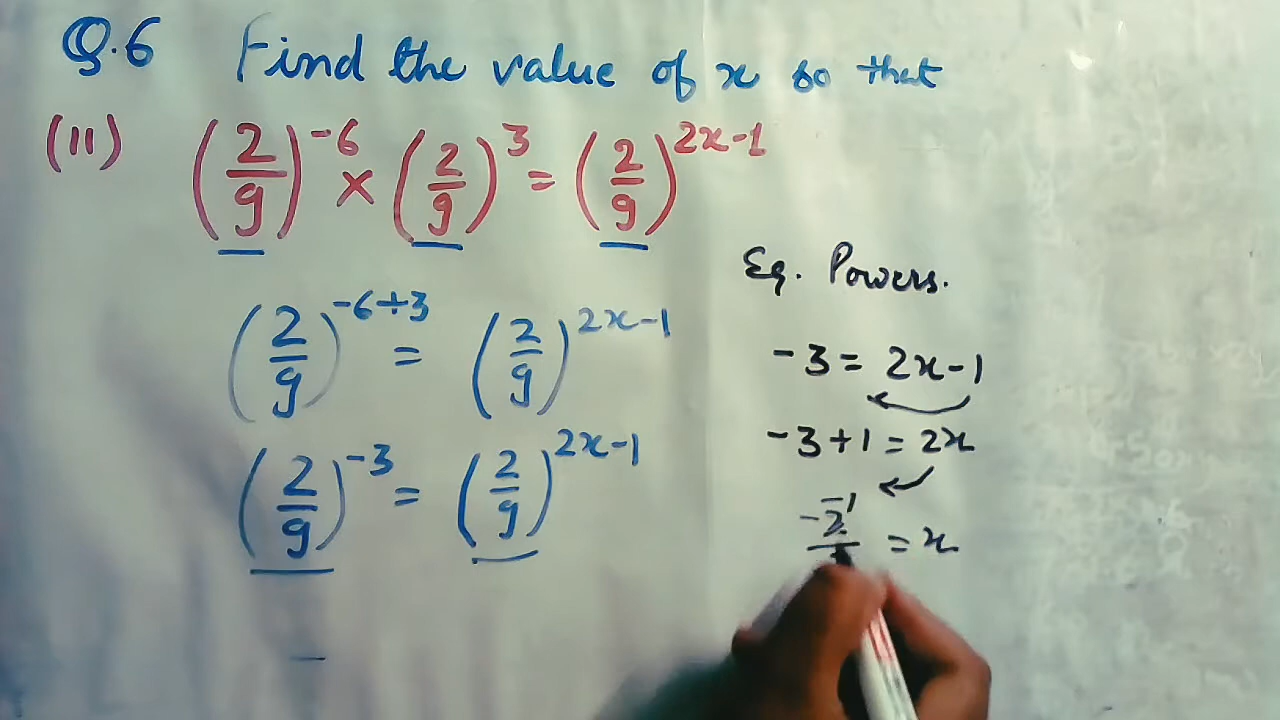 Q.6 Find the value of x so that
(11) (2/9)^-6 × (2/9)^3 = (2/9)^2x-1
(2/9)^-6+3 = (2/9)^2x-1
(2/9)^-3 = (2/9)^2x-1
Eq. Powers.
-3 = 2x-1
-3+1 = 2x
-2 -1 = x